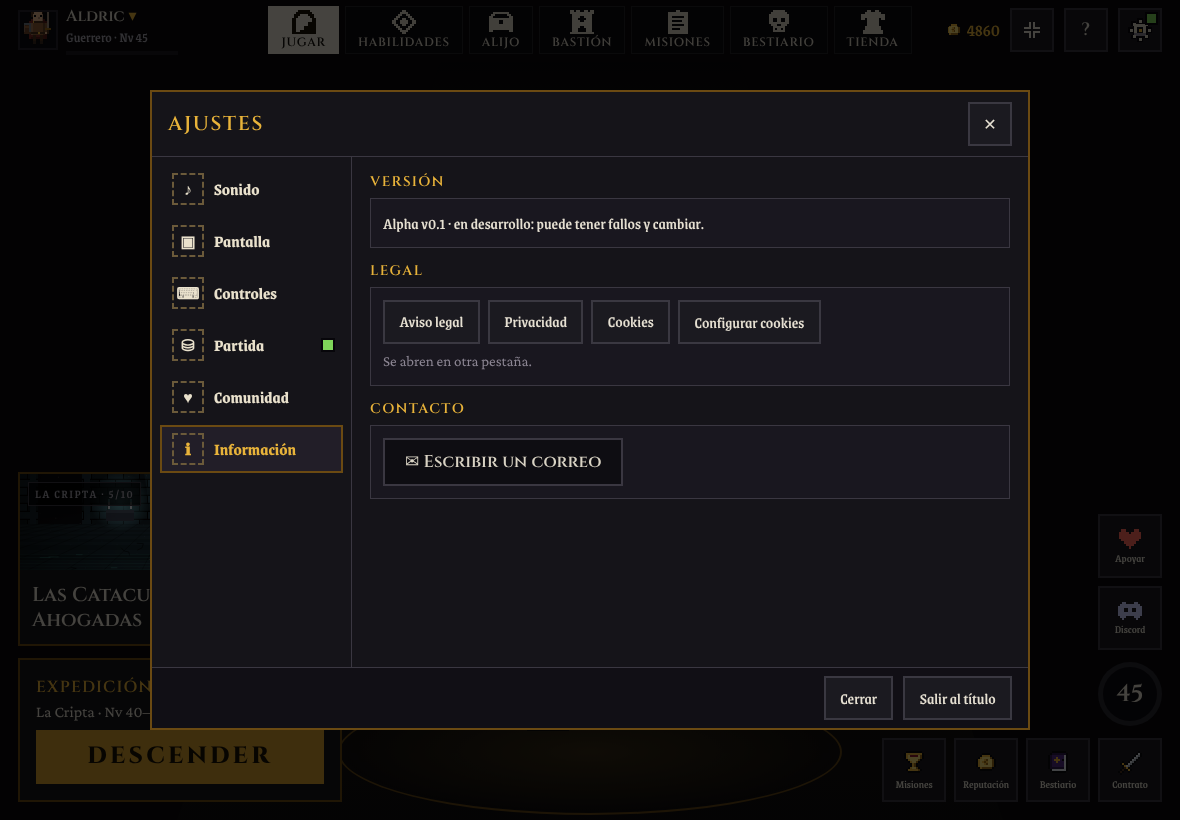 ALDRIC ▾
Guerrero · Nv 45
JUGAR
HABILIDADES
ALIJO
BASTIÓN
MISIONES
BESTIARIO
TIENDA
4860
?
AJUSTES
✕
♪ Sonido
Pantalla
Controles
Partida
♥ Comunidad
i Información
VERSIÓN
Alpha v0.1 · en desarrollo: puede tener fallos y cambiar.
LEGAL
Aviso legal
Privacidad
Cookies
Configurar cookies
Se abren en otra pestaña.
CONTACTO
✉ ESCRIBIR UN CORREO
Cerrar
Salir al título
LA CRIPTA · 5/10
LAS CATACU
AHOGADAS
EXPEDICIÓN
La Cripta · Nv 40–
DESCENDER
Apoyar
Discord
45
Misiones
Reputación
Bestiario
Contrato